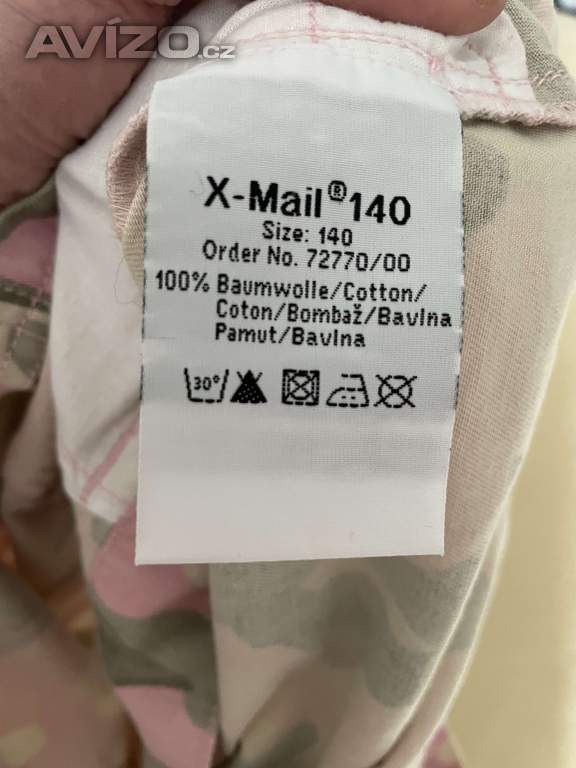 AVÍZO.cz
X-Mail® 140
Size: 140
Order No. 72770/00
100% Baumwolle/Cotton/
Coton/Bombaž/Bavlna
Pamut/Bavlna
30°